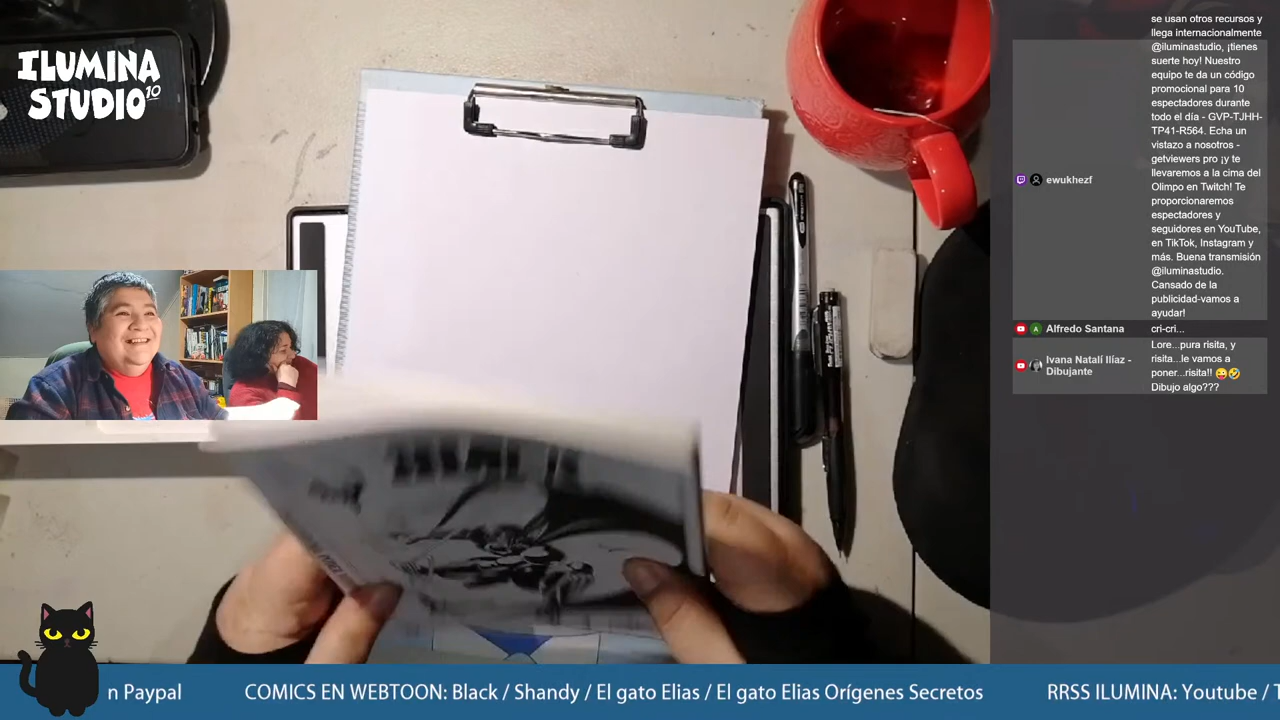 ILUMINA
STUDIO 10
se usan otros recursos y
llega internacionalmente
@iluminastudio, ¡tienes
suerte hoy! Nuestro
equipo te da un código
promocional para 10
espectadores durante
todo el día - GVP-TJHH-
TP41-R564. Echa un
vistazo a nosotros -
getviewers pro ¡y te
llevaremos a la cima del
Olimpo en Twitch! Te
proporcionaremos
espectadores y
seguidores en YouTube,
en TikTok, Instagram y
más. Buena transmisión
@iluminastudio.
Cansado de la
publicidad-vamos a
ayudar!
ewukhezf
Alfredo Santana
cri-cri...
Ivana Natalí Ilíaz -
Dibujante
Lore...pura risita, y
risita...le vamos a
poner...risita!! 😜🤣
Dibujo algo???
n Paypal
COMICS EN WEBTOON: Black / Shandy / El gato Elias / El gato Elias Orígenes Secretos
RRSS ILUMINA: Youtube /